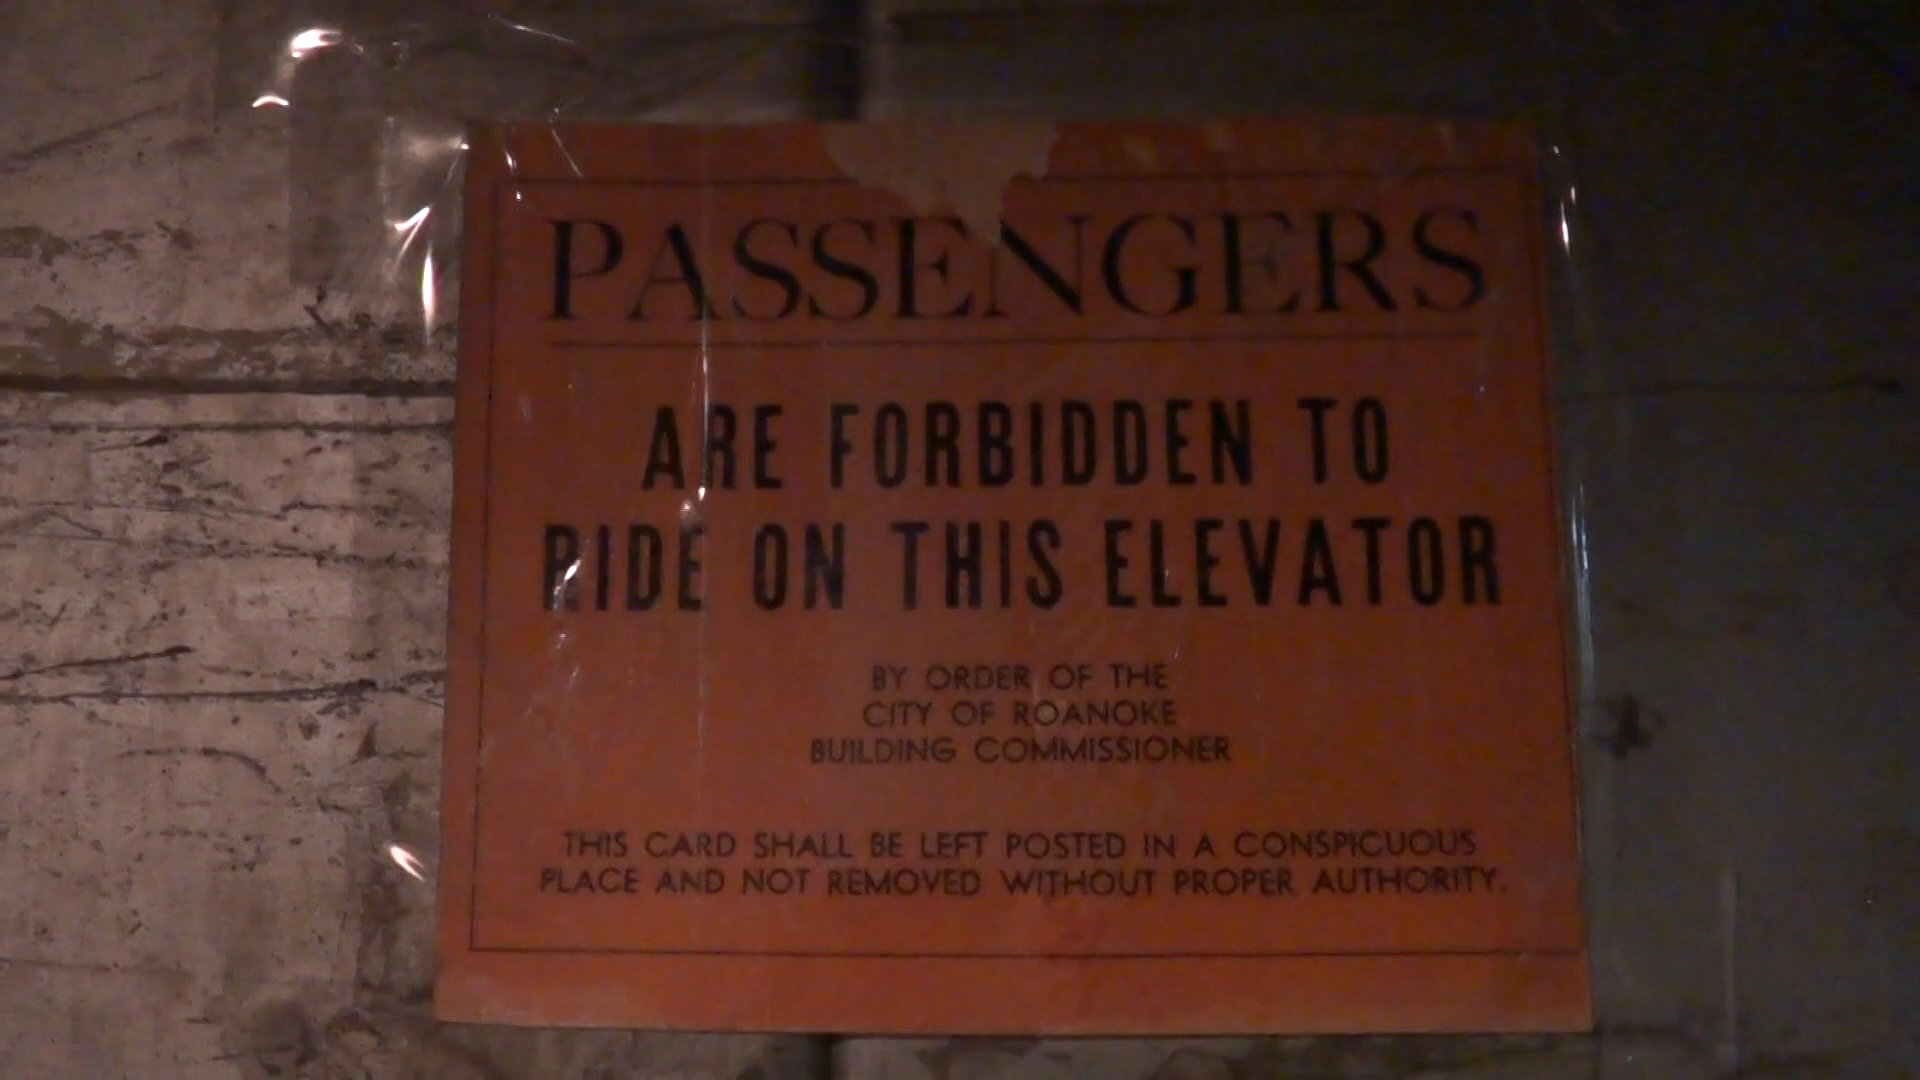 PASSENGERS
ARE FORBIDDEN TO
RIDE ON THIS ELEVATOR
BY ORDER OF THE
CITY OF ROANOKE
BUILDING COMMISSIONER
THIS CARD SHALL BE LEFT POSTED IN A CONSPICUOUS
PLACE AND NOT REMOVED WITHOUT PROPER AUTHORITY.